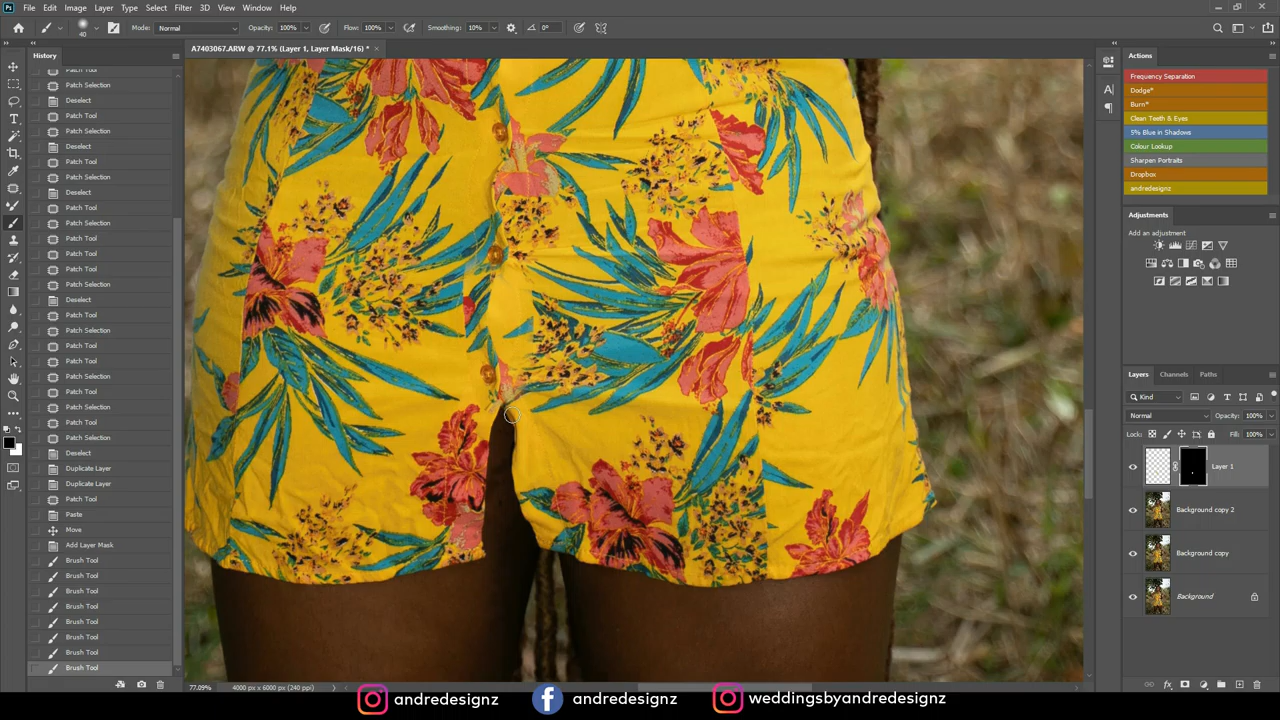 File Edit Image Layer Type Select Filter 3D View Window Help
40 Mode: Normal Opacity: 100% Flow: 100% Smoothing: 10% 0°
A7403067.ARW @ 77.1% (Layer 1, Layer Mask/16) * ×
History
Patch Tool
Patch Selection
Deselect
Patch Tool
Patch Selection
Deselect
Patch Tool
Patch Selection
Deselect
Patch Tool
Patch Selection
Patch Tool
Patch Tool
Patch Tool
Patch Selection
Deselect
Patch Tool
Patch Selection
Patch Tool
Patch Tool
Patch Selection
Patch Tool
Patch Selection
Patch Tool
Patch Selection
Deselect
Duplicate Layer
Duplicate Layer
Patch Tool
Paste
Move
Add Layer Mask
Brush Tool
Brush Tool
Brush Tool
Brush Tool
Brush Tool
Brush Tool
Brush Tool
Brush Tool
Actions
Frequency Separation
Dodge*
Burn*
Clean Teeth & Eyes
5% Blue in Shadows
Colour Lookup
Sharpen Portraits
Dropbox
andredesignz
Adjustments
Add an adjustment
Layers Channels Paths
Kind
Normal Opacity: 100%
Lock: Fill: 100%
Layer 1
Background copy 2
Background copy
Background
77.09% 4000 px x 6000 px (240 ppi)
andredesignz andredesignz weddingsbyandredesignz